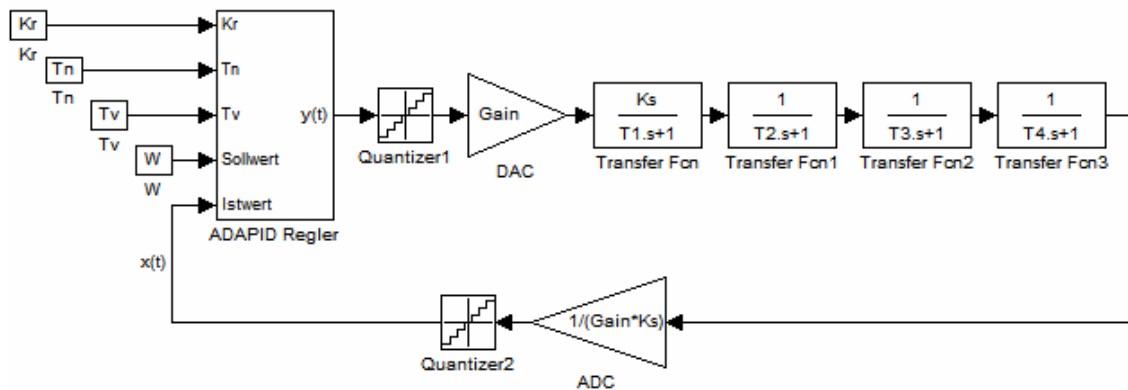 Kr
Kr
Tn
Tn
Tv
Tv
W
W
Kr
Tn
Tv
Sollwert
Istwert
y(t)
ADAPID Regler
x(t)
Quantizer1
Gain
DAC
Ks
T1.s+1
Transfer Fcn
1
T2.s+1
Transfer Fcn1
1
T3.s+1
Transfer Fcn2
1
T4.s+1
Transfer Fcn3
Quantizer2
1/(Gain*Ks)
ADC